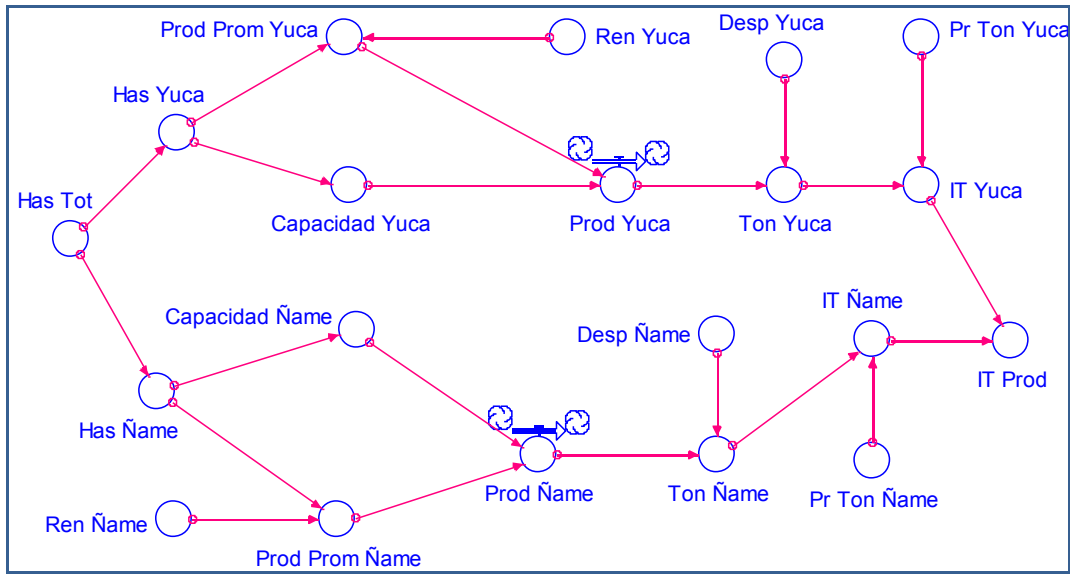 Prod Prom Yuca
Ren Yuca
Desp Yuca
Pr Ton Yuca
Has Yuca
Has Tot
Capacidad Yuca
Prod Yuca
Ton Yuca
IT Yuca
Capacidad Ñame
Desp Ñame
IT Ñame
IT Prod
Has Ñame
Prod Ñame
Ton Ñame
Pr Ton Ñame
Ren Ñame
Prod Prom Ñame